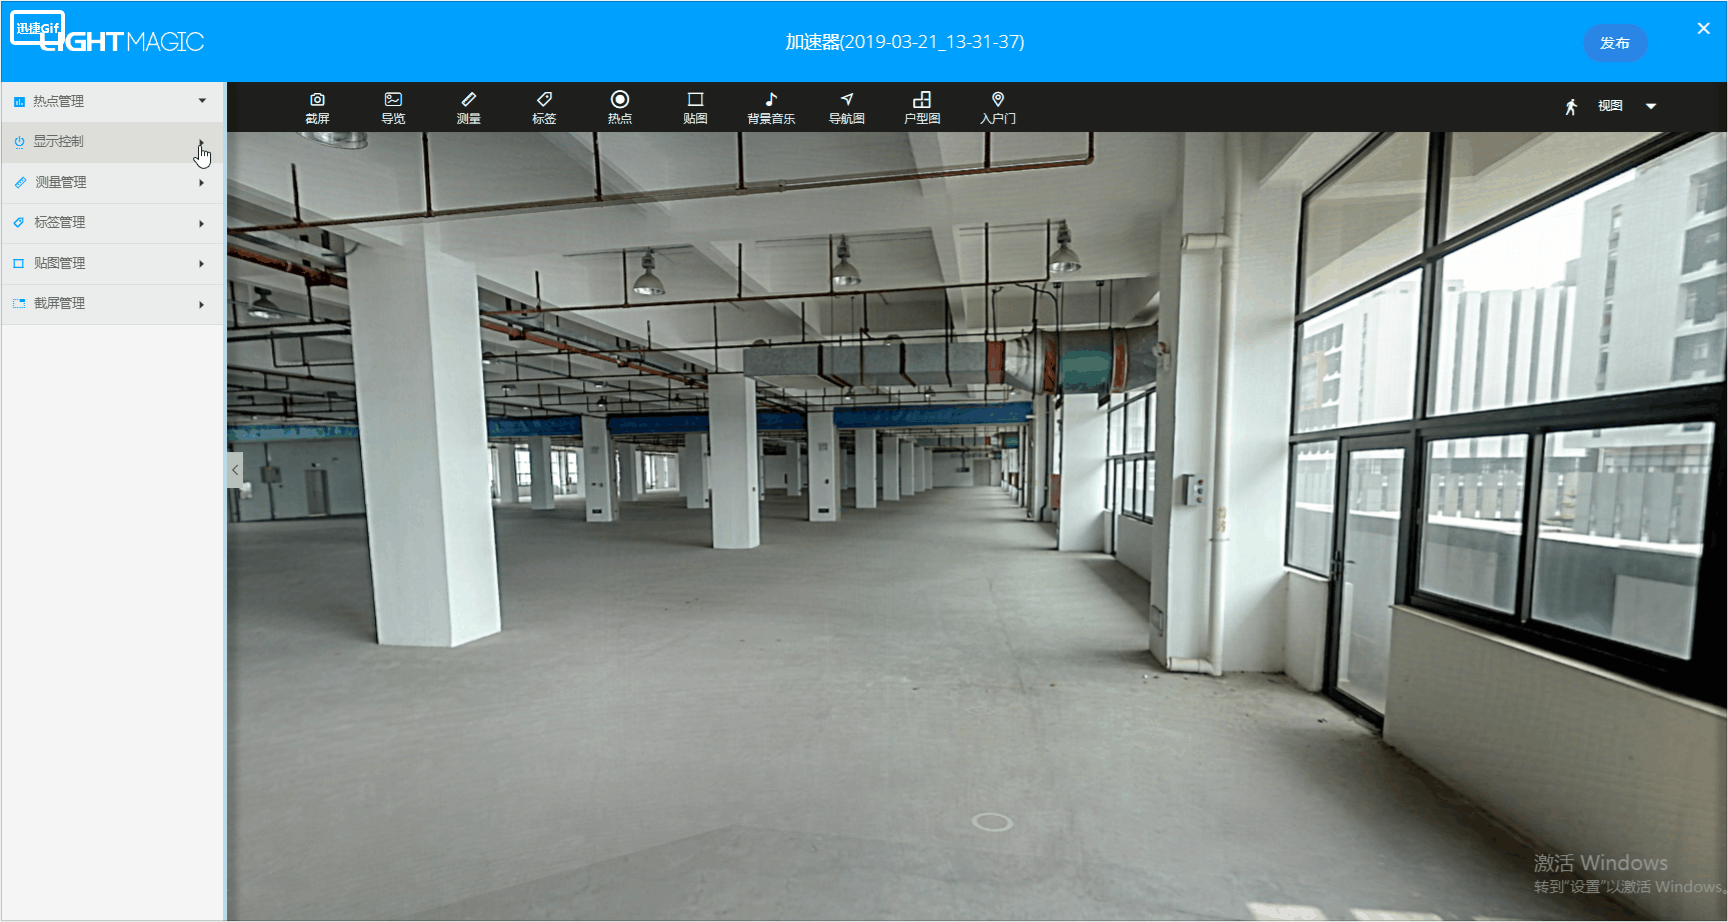 迅捷Gif
LIGHTMAGIC
加速器(2019-03-21_13-31-37)
发布
热点管理
显示控制
测量管理
标签管理
贴图管理
截屏管理
截屏
导览
测量
标签
热点
贴图
背景音乐
导航图
户型图
入户门
视图
激活 Windows
转到"设置"以激活 Windows。